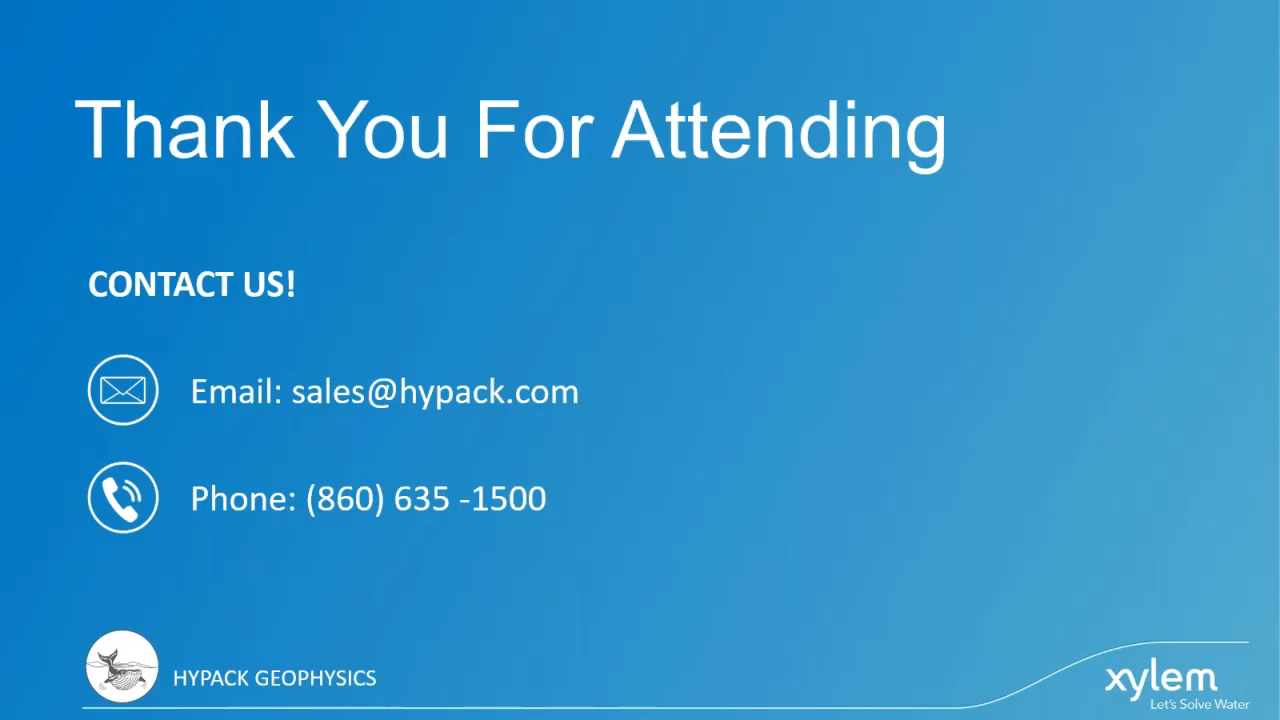 Thank You For Attending
CONTACT US!
Email: sales@hypack.com
Phone: (860) 635 -1500
HYPACK GEOPHYSICS
xylem
Let's Solve Water